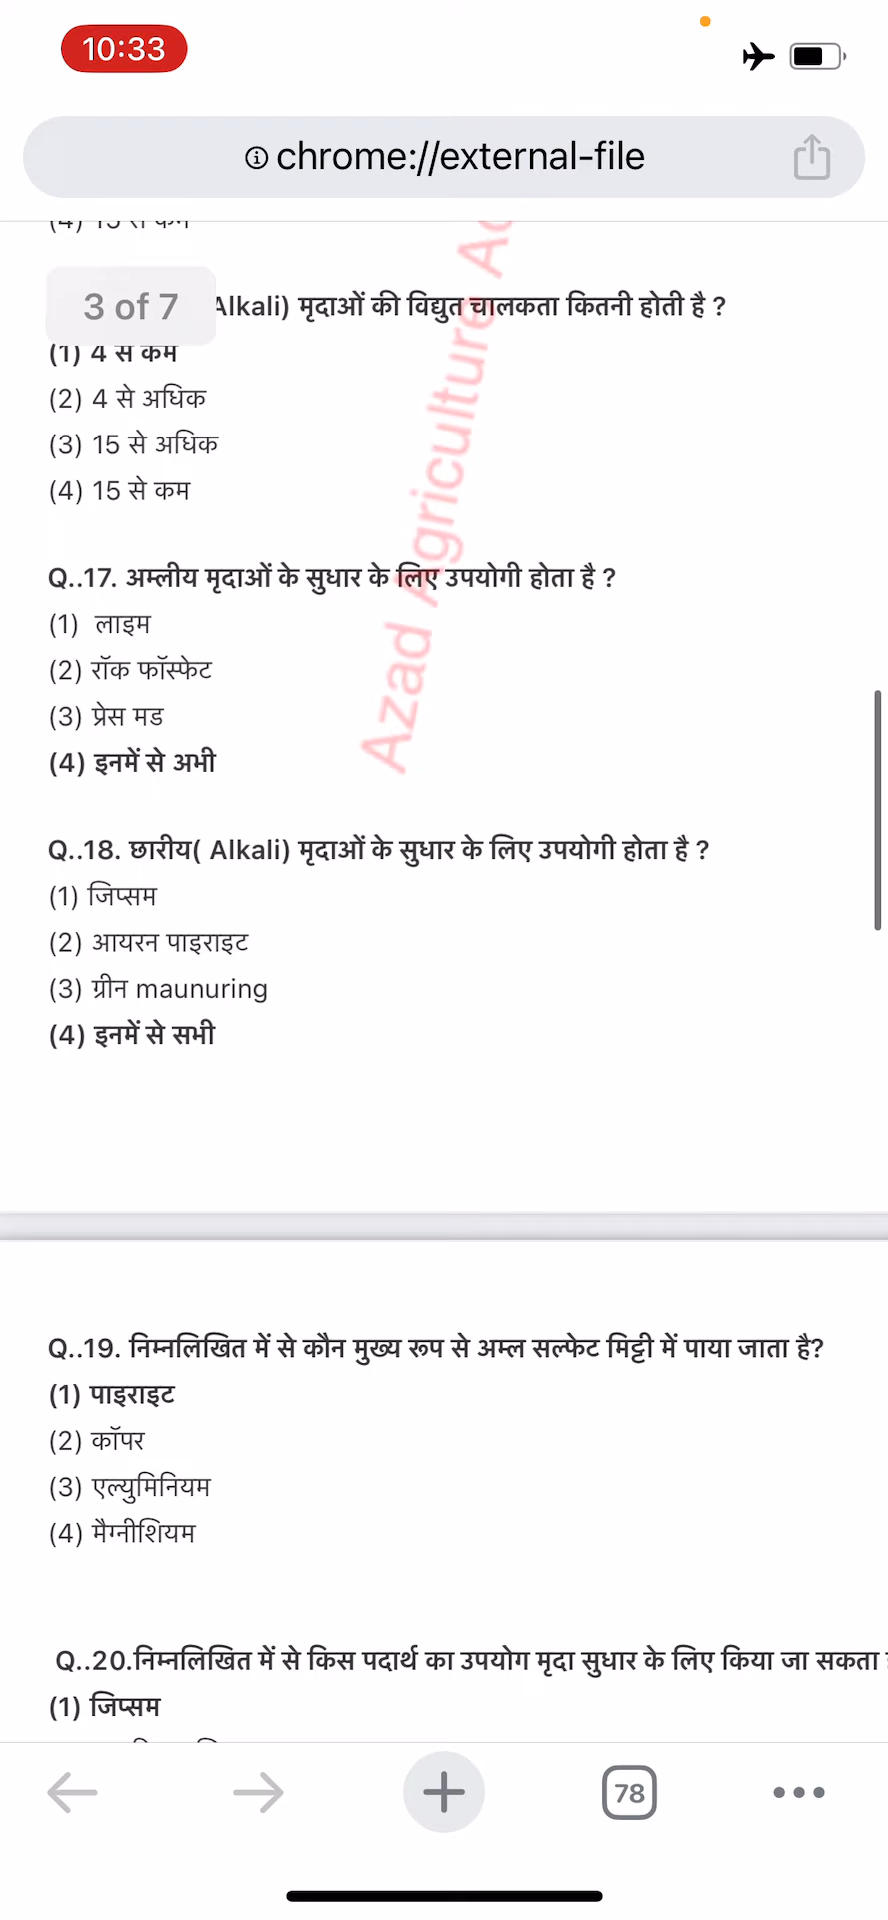 10:33
chrome://external-file
3 of 7
Alkali) मृदाओं की विद्युत चालकता कितनी होती है ?
(1) 4 से कम
(2) 4 से अधिक
(3) 15 से अधिक
(4) 15 से कम
Q..17. अम्लीय मृदाओं के सुधार के लिए उपयोगी होता है ?
(1) लाइम
(2) रॉक फॉस्फेट
(3) प्रेस मड
(4) इनमें से अभी
Q..18. छारीय( Alkali) मृदाओं के सुधार के लिए उपयोगी होता है ?
(1) जिप्सम
(2) आयरन पाइराइट
(3) ग्रीन maunuring
(4) इनमें से सभी
Azad Agriculture
Q..19. निम्नलिखित में से कौन मुख्य रूप से अम्ल सल्फेट मिट्टी में पाया जाता है?
(1) पाइराइट
(2) कॉपर
(3) एल्युमिनियम
(4) मैग्नीशियम
Q..20.निम्नलिखित में से किस पदार्थ का उपयोग मृदा सुधार के लिए किया जा सकता
(1) जिप्सम
78